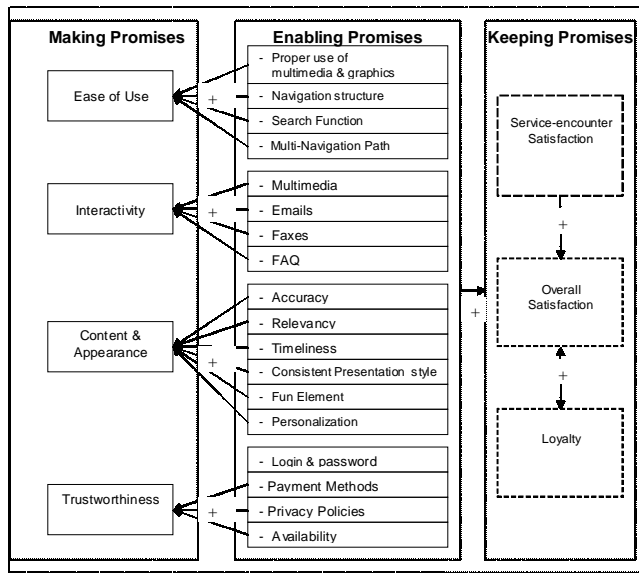 Making Promises
Enabling Promises
Keeping Promises
Ease of Use
+
- Proper use of
multimedia & graphics
- Navigation structure
- Search Function
- Multi-Navigation Path
Interactivity
+
- Multimedia
- Emails
- Faxes
- FAQ
Content &
Appearance
+
- Accuracy
- Relevancy
- Timeliness
- Consistent Presentation style
- Fun Element
- Personalization
Trustworthiness
+
- Login & password
- Payment Methods
- Privacy Policies
- Availability
+
Service-encounter
Satisfaction
+
Overall
Satisfaction
+
Loyalty